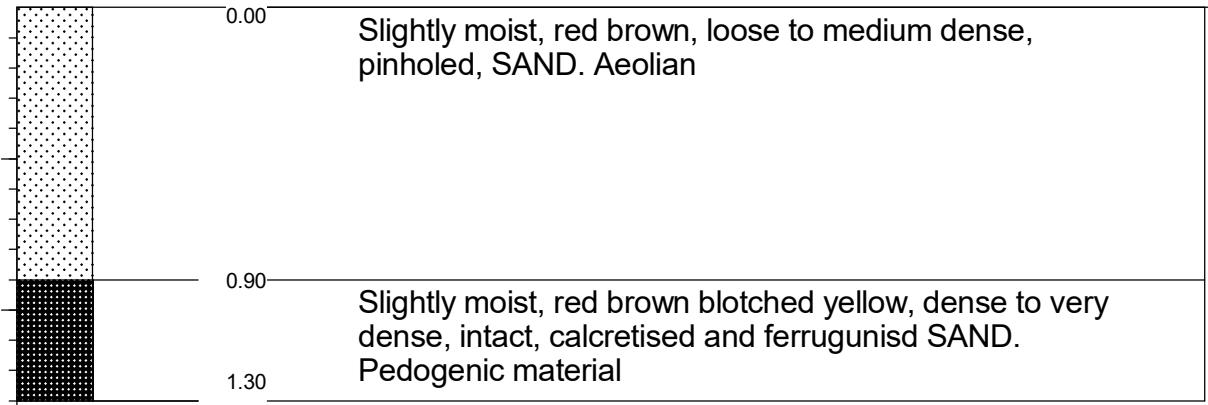 0.00
Slightly moist, red brown, loose to medium dense,
pinholed, SAND. Aeolian
0.90
Slightly moist, red brown blotched yellow, dense to very
dense, intact, calcretised and ferrugunisd SAND.
Pedogenic material
1.30